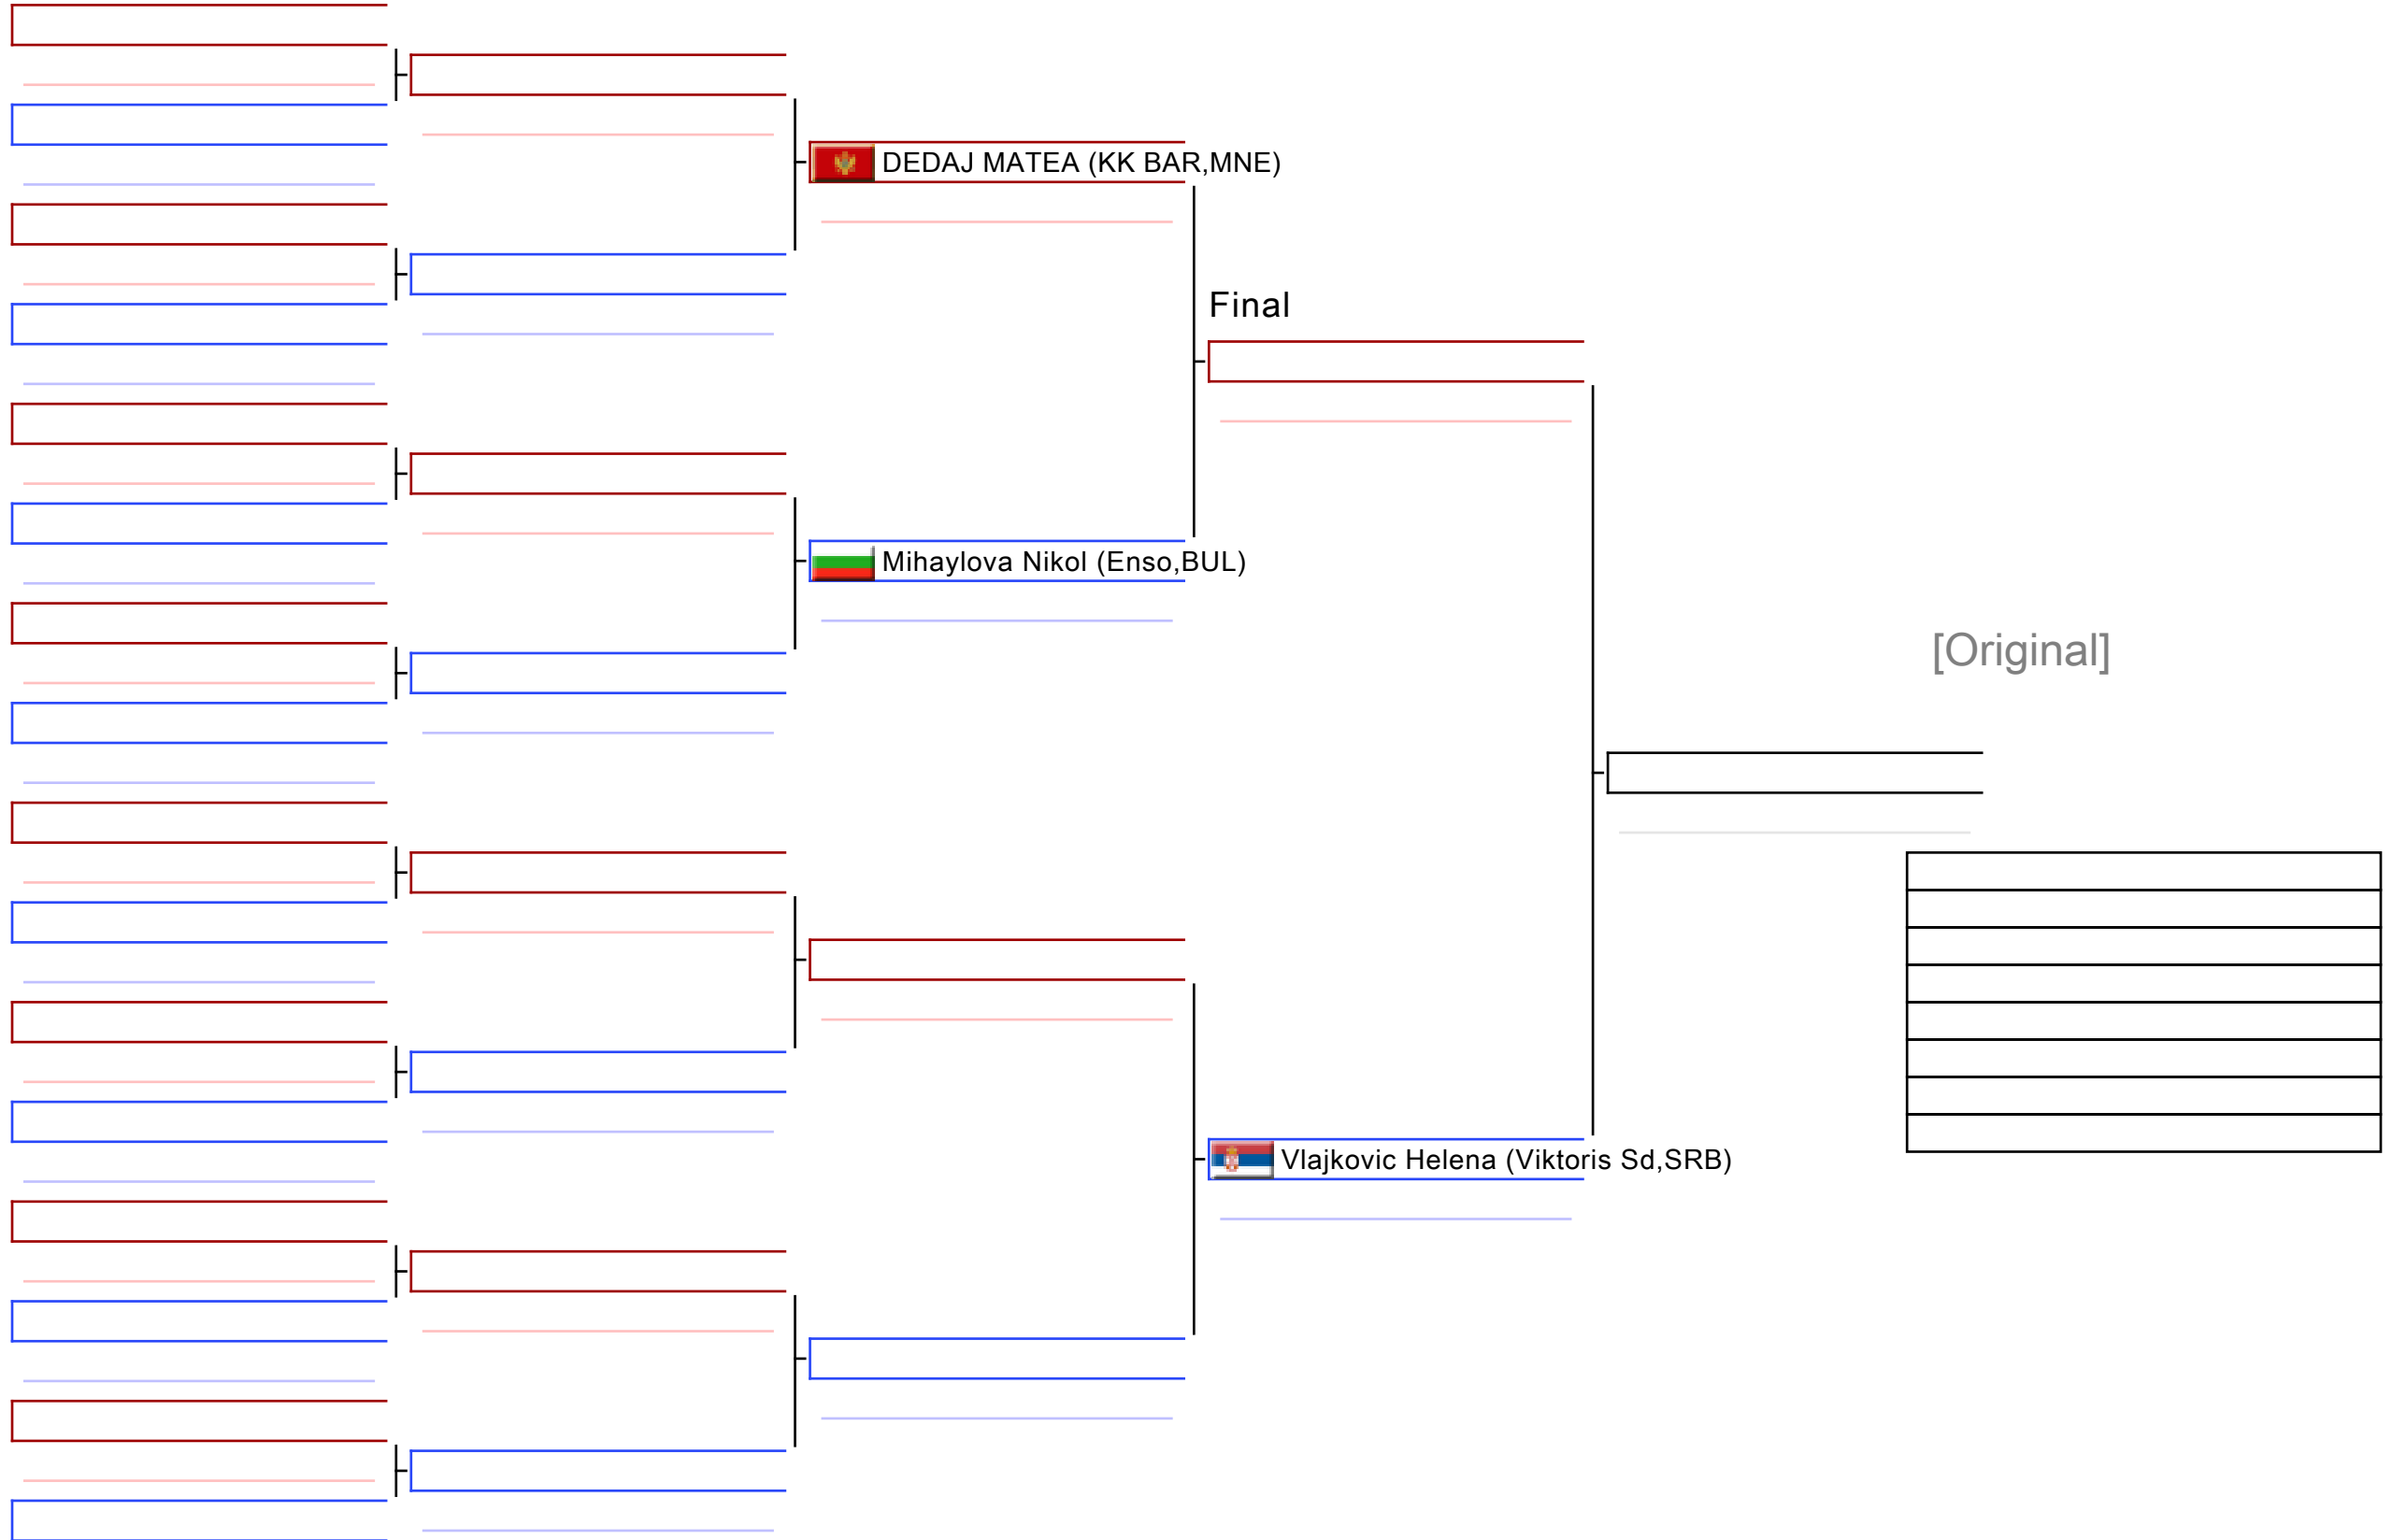 DEDAJ MATEA (KK BAR,MNE)
Final
Mihaylova Nikol (Enso,BUL)
[Original]
Vlajkovic Helena (Viktoris Sd,SRB)